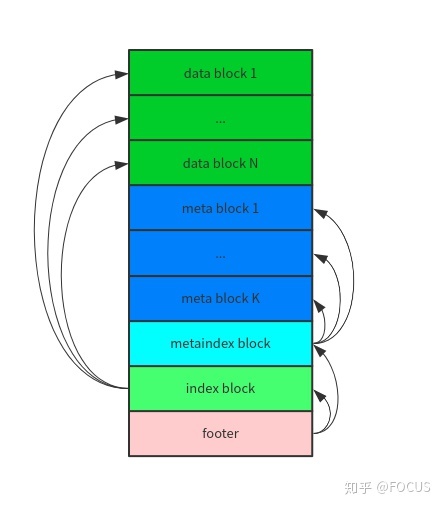 data block 1
...
data block N
meta block 1
...
meta block K
metaindex block
index block
footer
知乎 @FOCUS